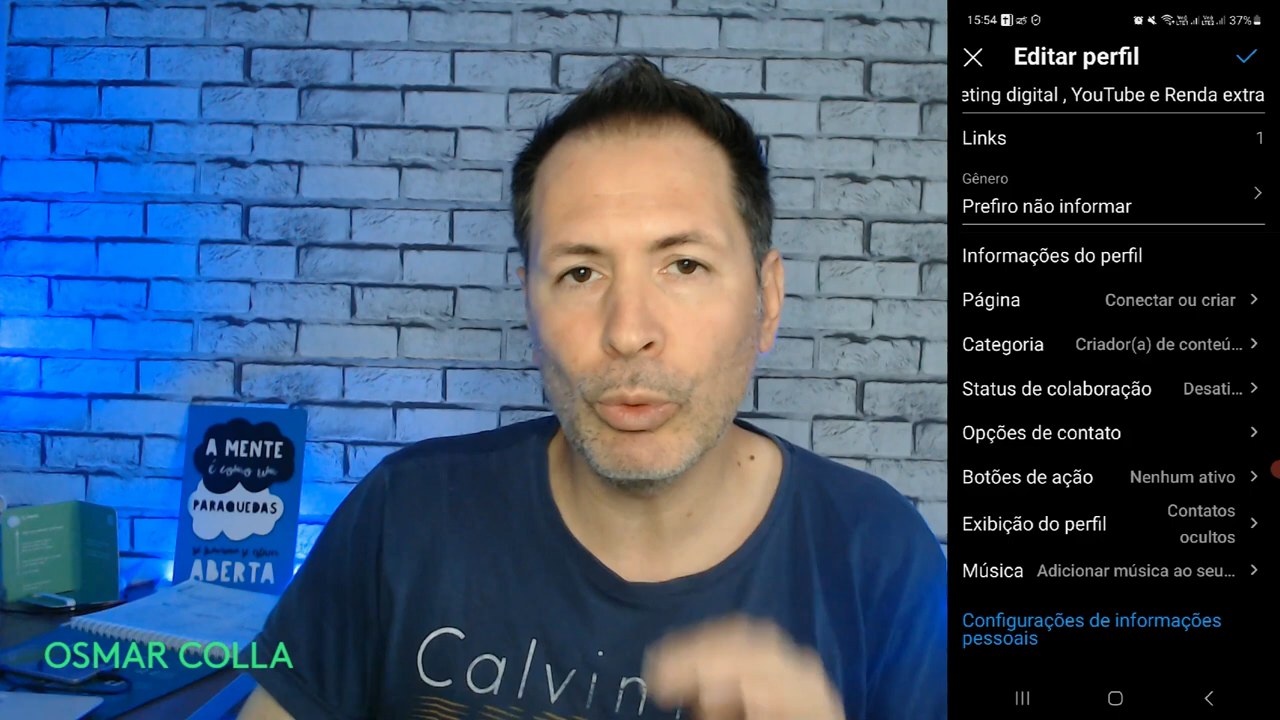 A MENTE
é como um
PARAQUEDAS
ABERTA
OSMAR COLLA
Calvin
15:54
37%
Editar perfil
eting digital , YouTube e Renda extra
Links 1
Gênero
Prefiro não informar
Informações do perfil
Página Conectar ou criar
Categoria Criador(a) de conteú...
Status de colaboração Desati...
Opções de contato
Botões de ação Nenhum ativo
Exibição do perfil Contatos
ocultos
Música Adicionar música ao seu...
Configurações de informações
pessoais